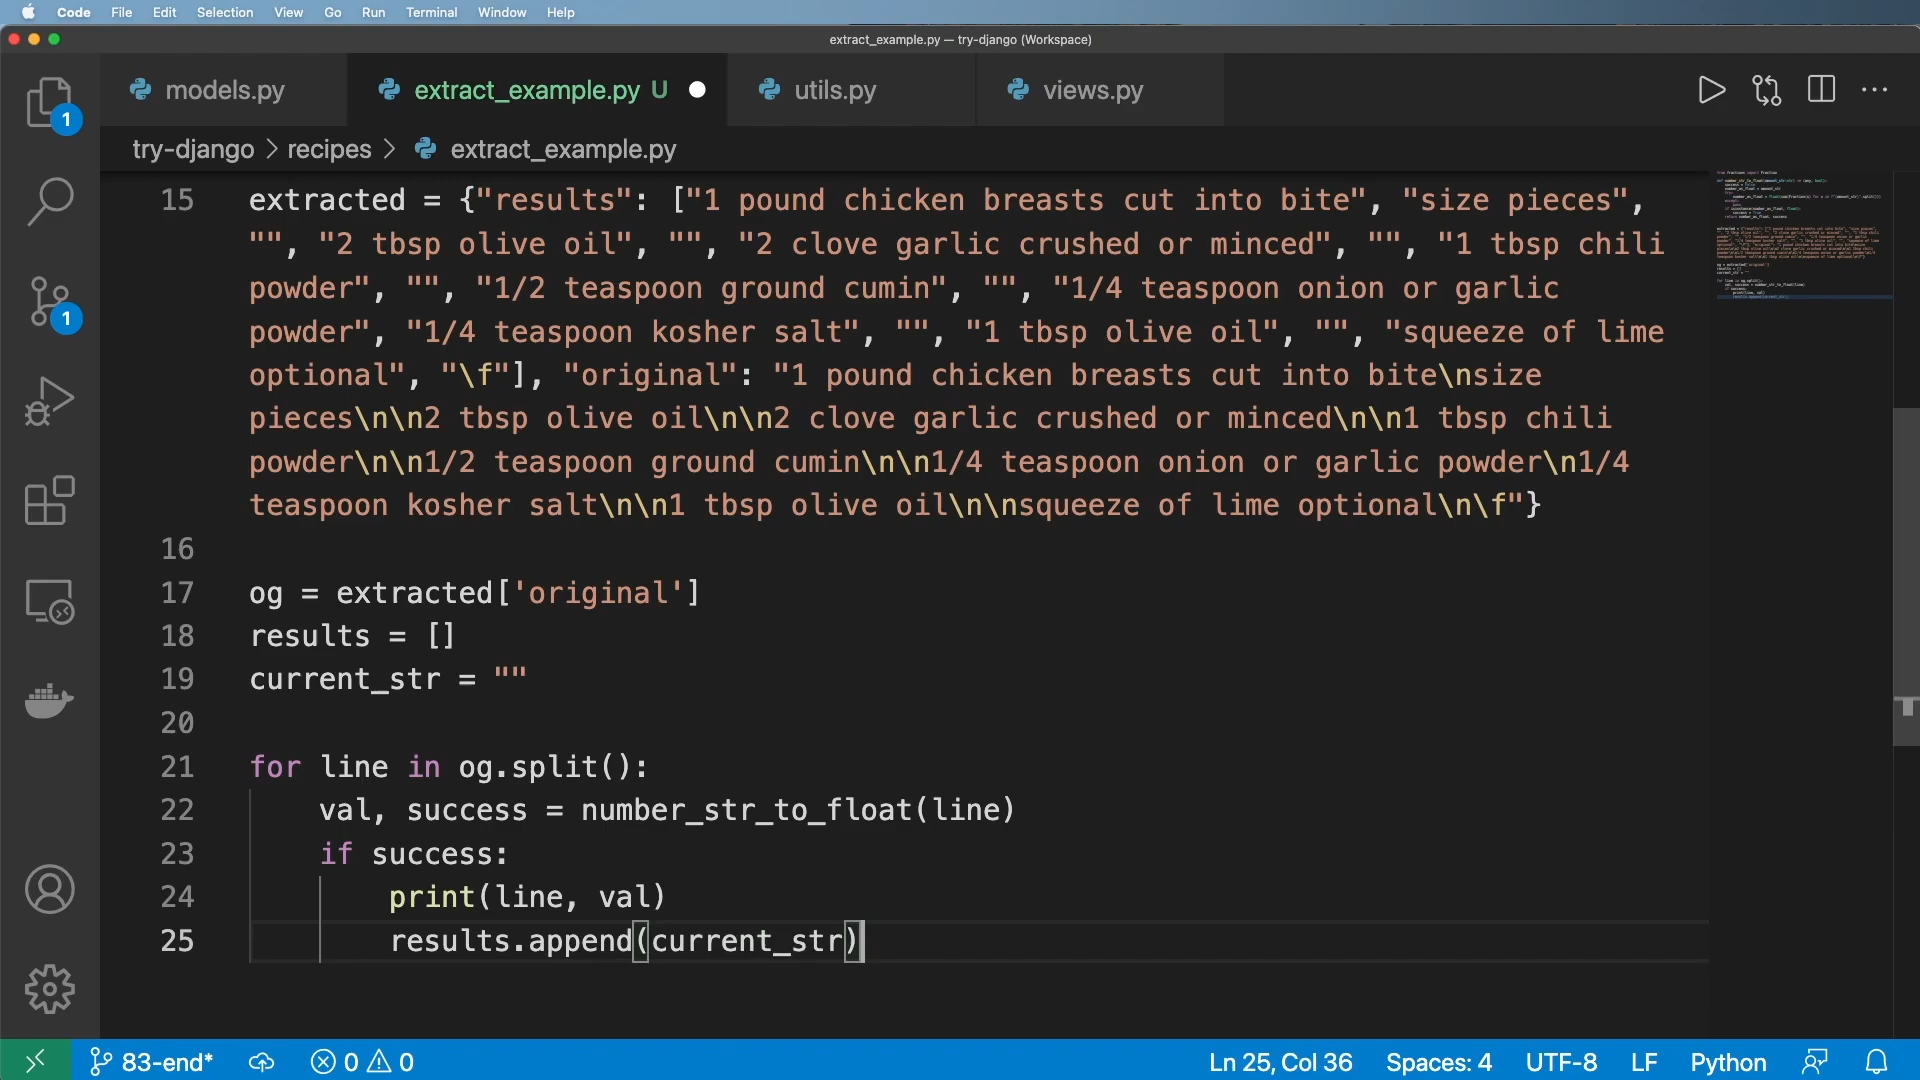 Code File Edit Selection View Go Run Terminal Window Help
extract_example.py — try-django (Workspace)
models.py extract_example.py U utils.py views.py
try-django > recipes > extract_example.py
1
1
15 extracted = {"results": ["1 pound chicken breasts cut into bite", "size pieces",
"", "2 tbsp olive oil", "", "2 clove garlic crushed or minced", "", "1 tbsp chili
powder", "", "1/2 teaspoon ground cumin", "", "1/4 teaspoon onion or garlic
powder", "1/4 teaspoon kosher salt", "", "1 tbsp olive oil", "", "squeeze of lime
optional", "\f"], "original": "1 pound chicken breasts cut into bite\nsize
pieces\n\n2 tbsp olive oil\n\n2 clove garlic crushed or minced\n\n1 tbsp chili
powder\n\n1/2 teaspoon ground cumin\n\n1/4 teaspoon onion or garlic powder\n1/4
teaspoon kosher salt\n\n1 tbsp olive oil\n\nsqueeze of lime optional\n\f"}
16
17 og = extracted['original']
18 results = []
19 current_str = ""
20
21 for line in og.split():
22     val, success = number_str_to_float(line)
23     if success:
24         print(line, val)
25         results.append(current_str)
83-end* 0 0 Ln 25, Col 36 Spaces: 4 UTF-8 LF Python